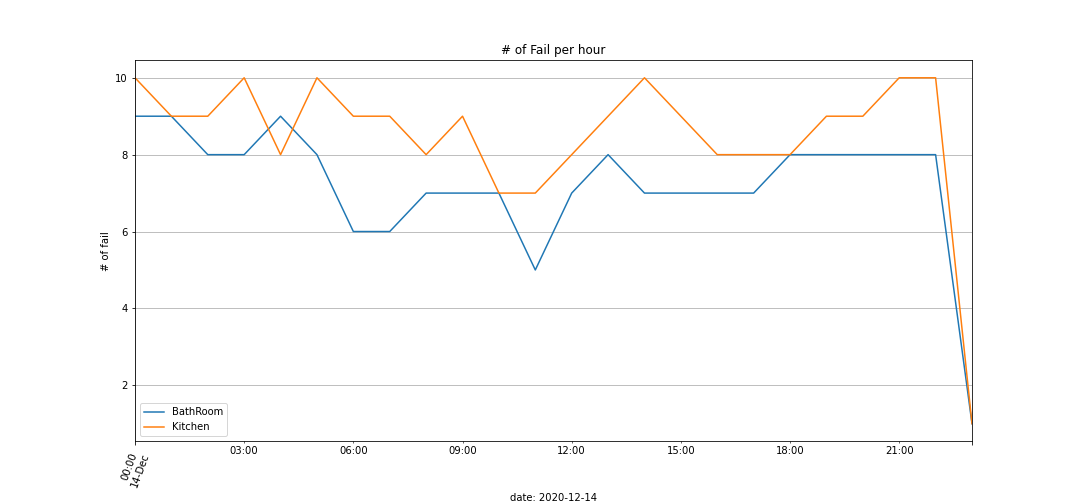 # of Fail per hour
# of fail
10
8
6
4
2
BathRoom
Kitchen
00:00
14-Dec
03:00
06:00
09:00
12:00
15:00
18:00
21:00
date: 2020-12-14